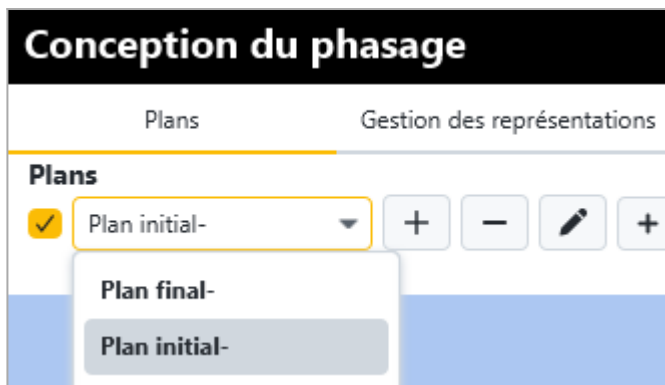 Conception du phasage
Plans Gestion des représentations
Plans
Plan initial-
Plan final-
Plan initial-